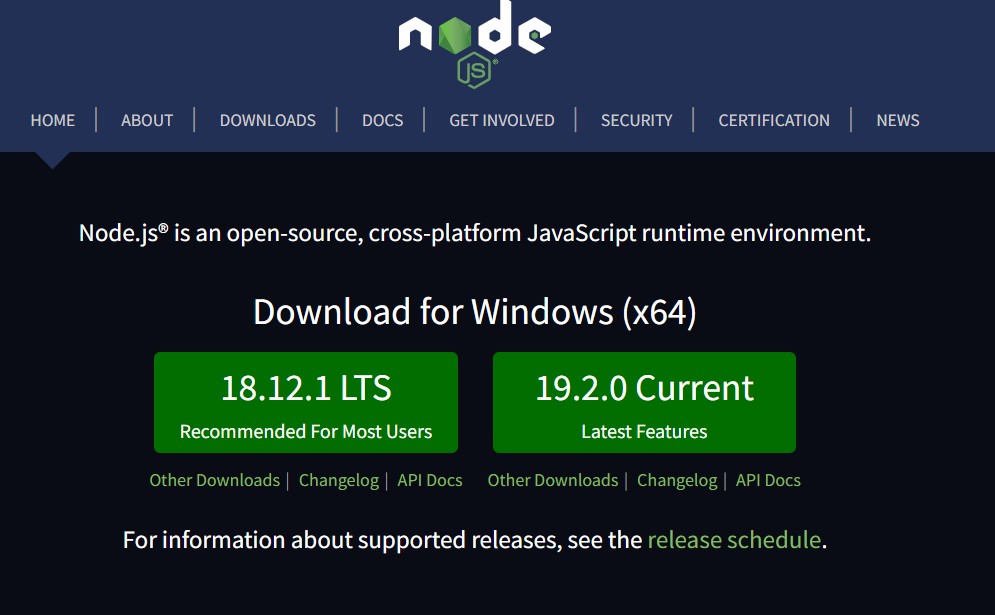 node
JS®
HOME | ABOUT | DOWNLOADS | DOCS | GET INVOLVED | SECURITY | CERTIFICATION | NEWS
Node.js® is an open-source, cross-platform JavaScript runtime environment.
Download for Windows (x64)
18.12.1 LTS
Recommended For Most Users
19.2.0 Current
Latest Features
Other Downloads | Changelog | API Docs
Other Downloads | Changelog | API Docs
For information about supported releases, see the release schedule.